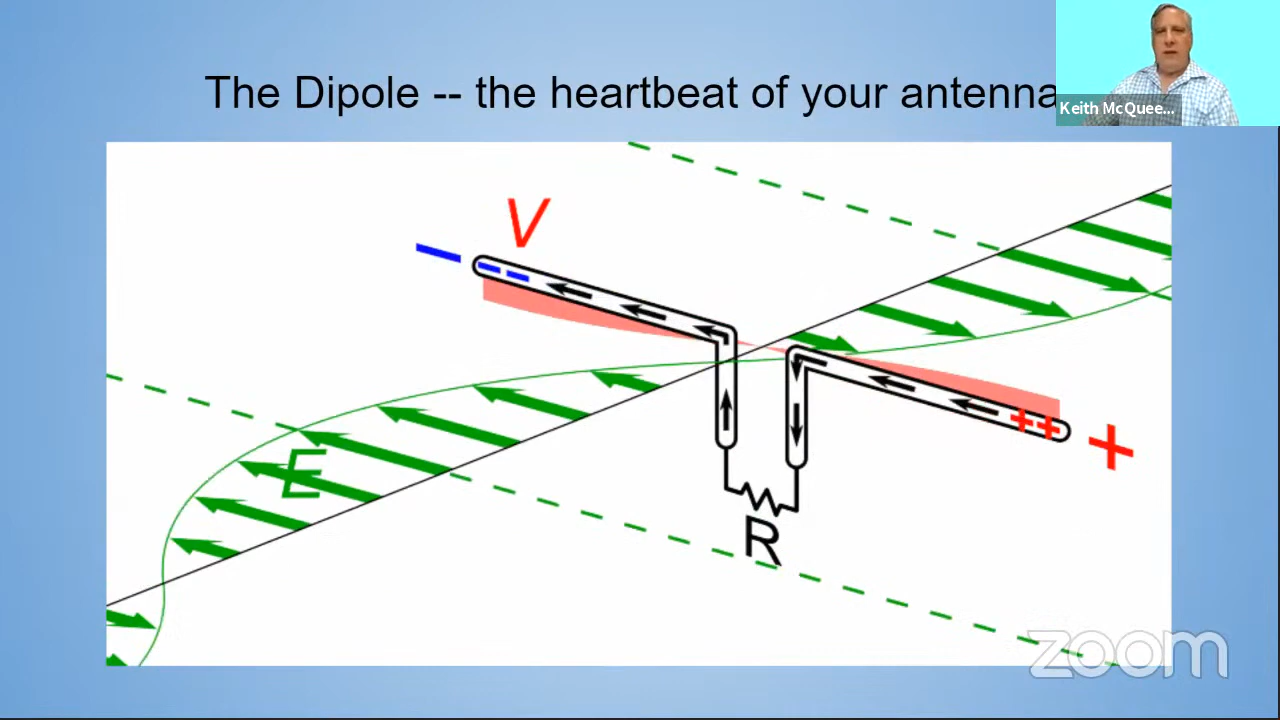 The Dipole -- the heartbeat of your antenna
Keith McQuee...
V
++ +
E
R
zoom